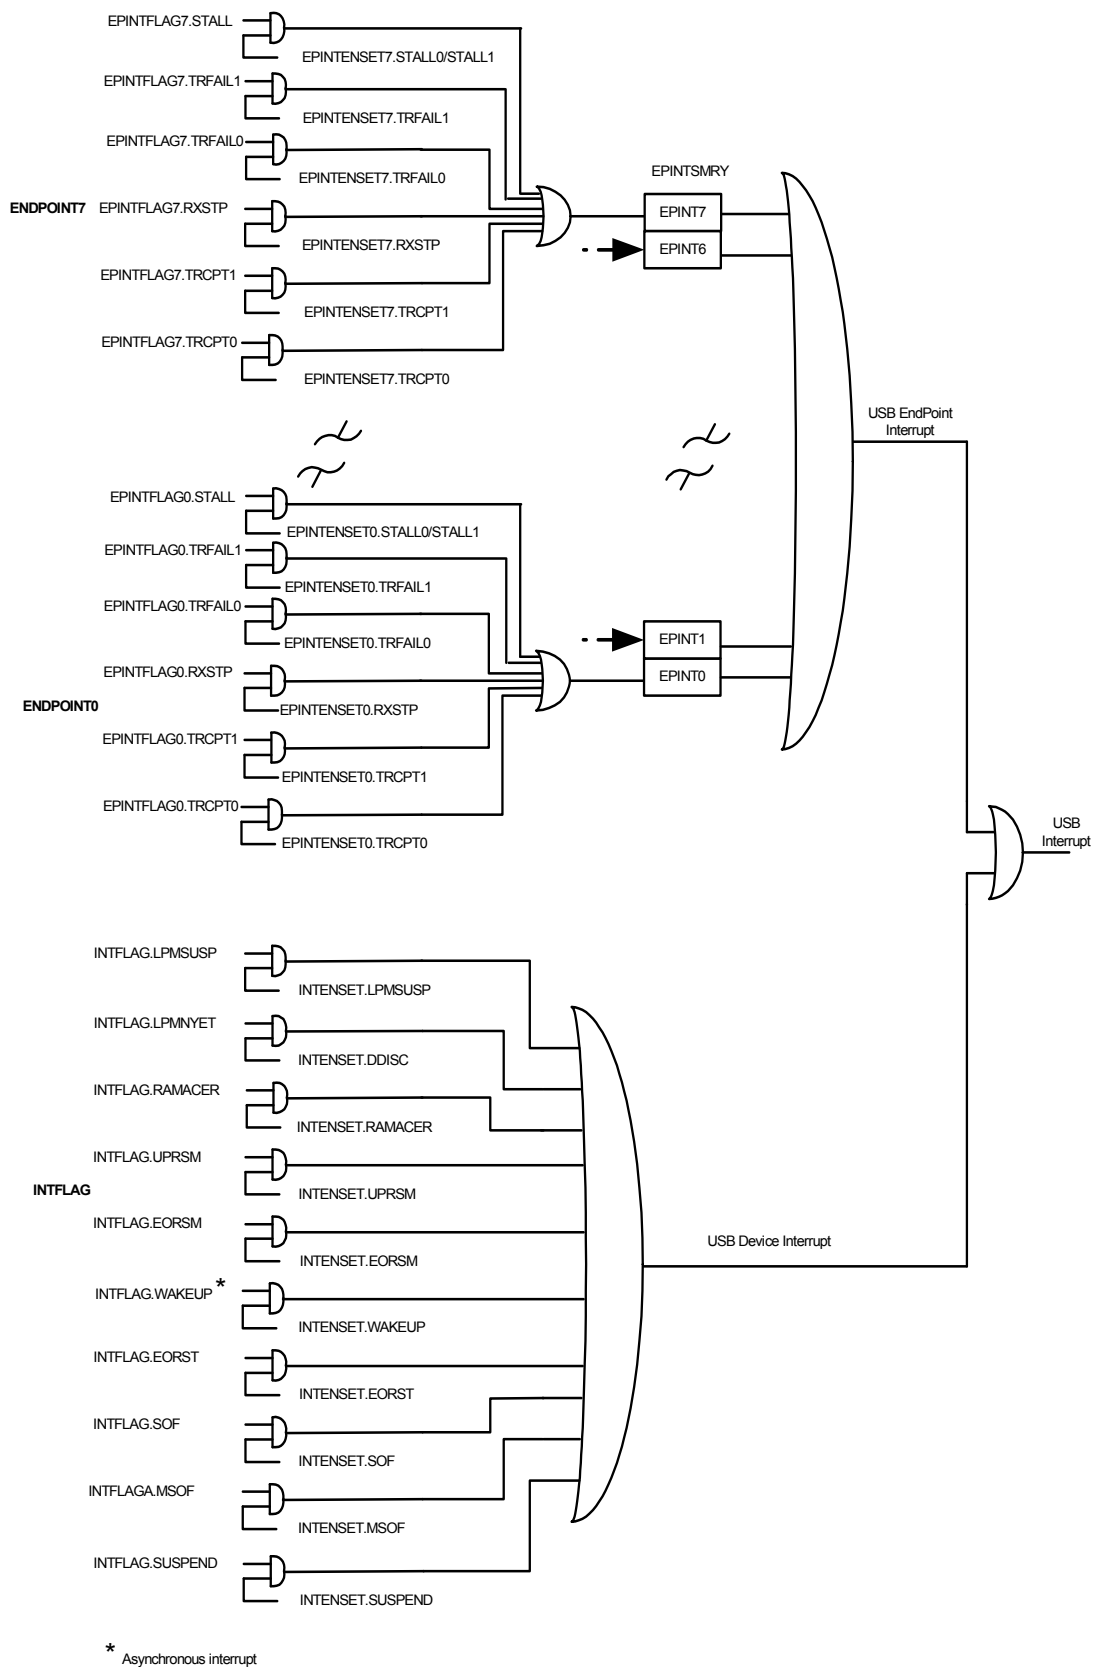 EPINTFLAG7.STALL
EPINTENSET7.STALL0/STALL1
EPINTFLAG7.TRFAIL1
EPINTENSET7.TRFAIL1
EPINTFLAG7.TRFAIL0
EPINTENSET7.TRFAIL0
ENDPOINT7
EPINTFLAG7.RXSTP
EPINTENSET7.RXSTP
EPINTFLAG7.TRCPT1
EPINTENSET7.TRCPT1
EPINTFLAG7.TRCPT0
EPINTENSET7.TRCPT0
EPINTSMRY
EPINT7
EPINT6
USB EndPoint
Interrupt
EPINTFLAG0.STALL
EPINTENSET0.STALL0/STALL1
EPINTFLAG0.TRFAIL1
EPINTENSET0.TRFAIL1
EPINTFLAG0.TRFAIL0
EPINTENSET0.TRFAIL0
EPINTFLAG0.RXSTP
EPINTENSET0.RXSTP
ENDPOINT0
EPINTFLAG0.TRCPT1
EPINTENSET0.TRCPT1
EPINTFLAG0.TRCPT0
EPINTENSET0.TRCPT0
EPINT1
EPINT0
USB
Interrupt
INTFLAG.LPMSUSP
INTENSET.LPMSUSP
INTFLAG.LPMNYET
INTENSET.DDISC
INTFLAG.RAMACER
INTENSET.RAMACER
INTFLAG.UPRSM
INTENSET.UPRSM
INTFLAG
INTFLAG.EORSM
INTENSET.EORSM
INTFLAG.WAKEUP *
INTENSET.WAKEUP
INTFLAG.EORST
INTENSET.EORST
INTFLAG.SOF
INTENSET.SOF
INTFLAGA.MSOF
INTENSET.MSOF
INTFLAG.SUSPEND
INTENSET.SUSPEND
USB Device Interrupt
* Asynchronous interrupt